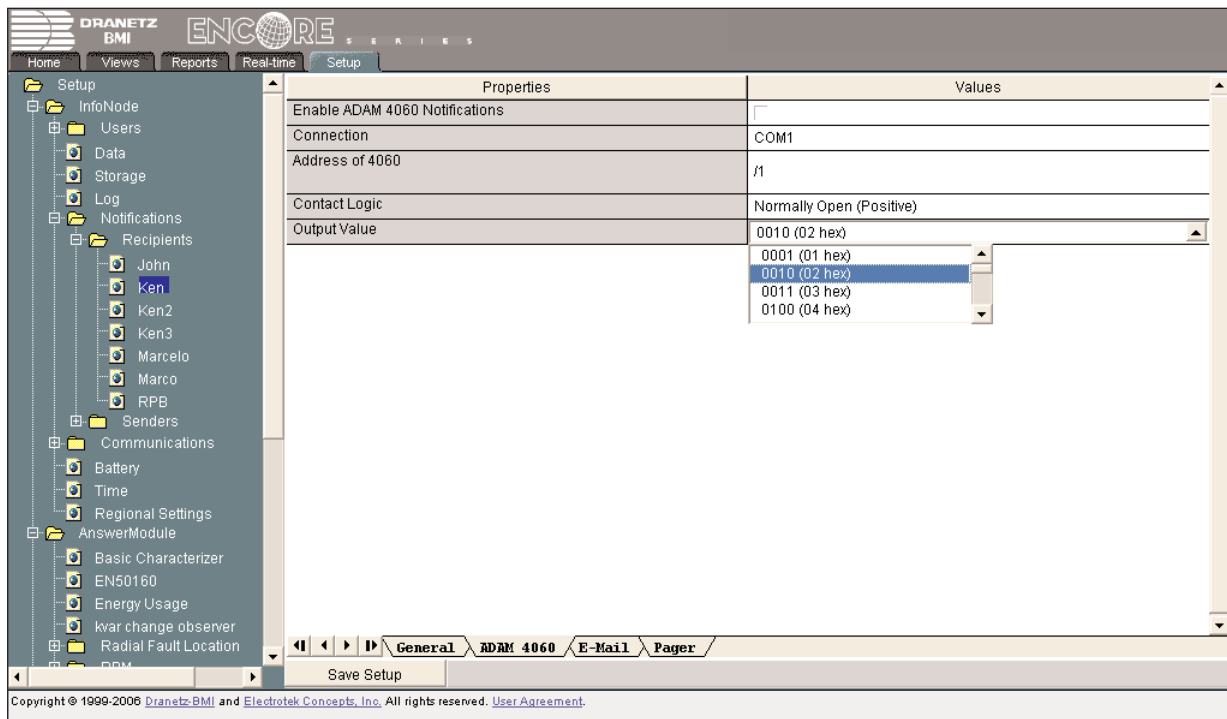 DRANETZ
BMI
ENCORE
SERIES
Home Views Reports Real-time Setup
Setup
InfoNode
Users
Data
Storage
Log
Notifications
Recipients
John
Ken
Ken2
Ken3
Marcelo
Marco
RPB
Senders
Communications
Battery
Time
Regional Settings
AnswerModule
Basic Characterizer
EN50160
Energy Usage
kvar change observer
Radial Fault Location
Properties Values
Enable ADAM 4060 Notifications
Connection COM1
Address of 4060 /1
Contact Logic Normally Open (Positive)
Output Value 0010 (02 hex)
0001 (01 hex)
0010 (02 hex)
0011 (03 hex)
0100 (04 hex)
General ADAM 4060 E-Mail Pager
Save Setup
Copyright © 1999-2006 Dranetz-BMI and Electrotek Concepts, Inc. All rights reserved. User Agreement.